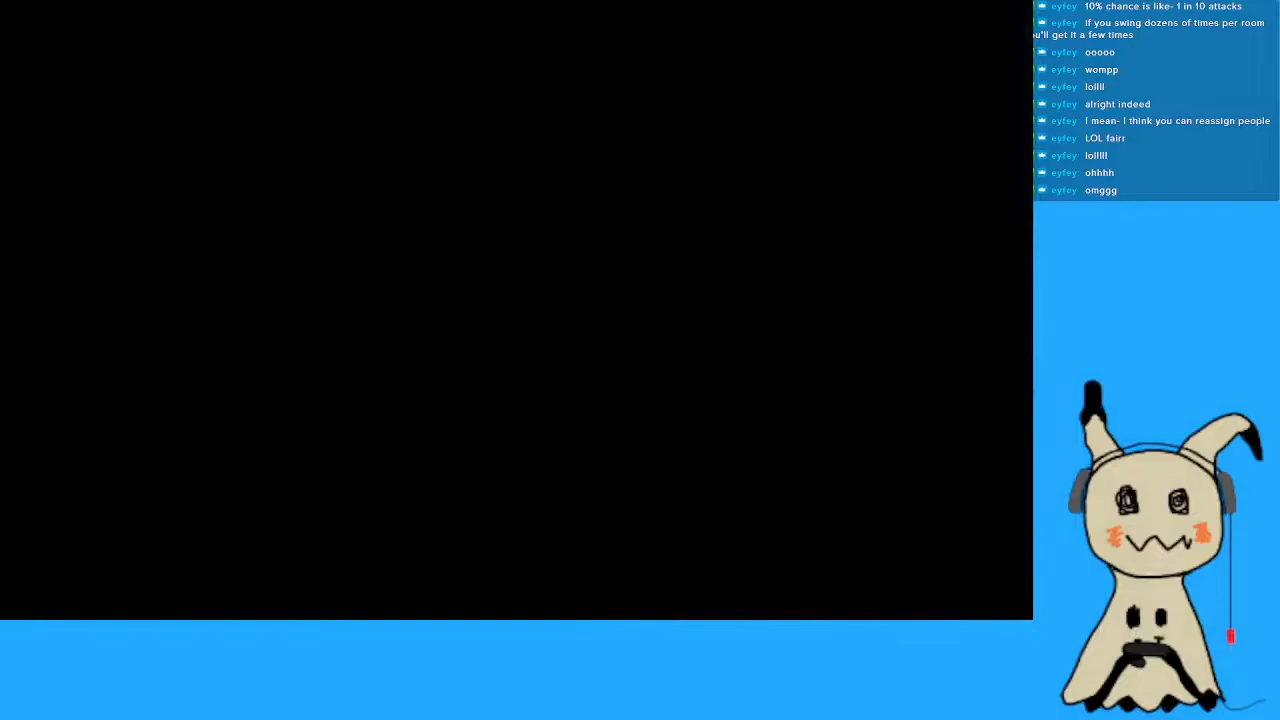 eyfey 10% chance is like- 1 in 10 attacks
eyfey If you swing dozens of times per room
u'll get it a few times
eyfey ooooo
eyfey wompp
eyfey lollll
eyfey alright indeed
eyfey I mean- I think you can reassign people
eyfey LOL fairr
eyfey lolllll
eyfey ohhhh
eyfey omggg